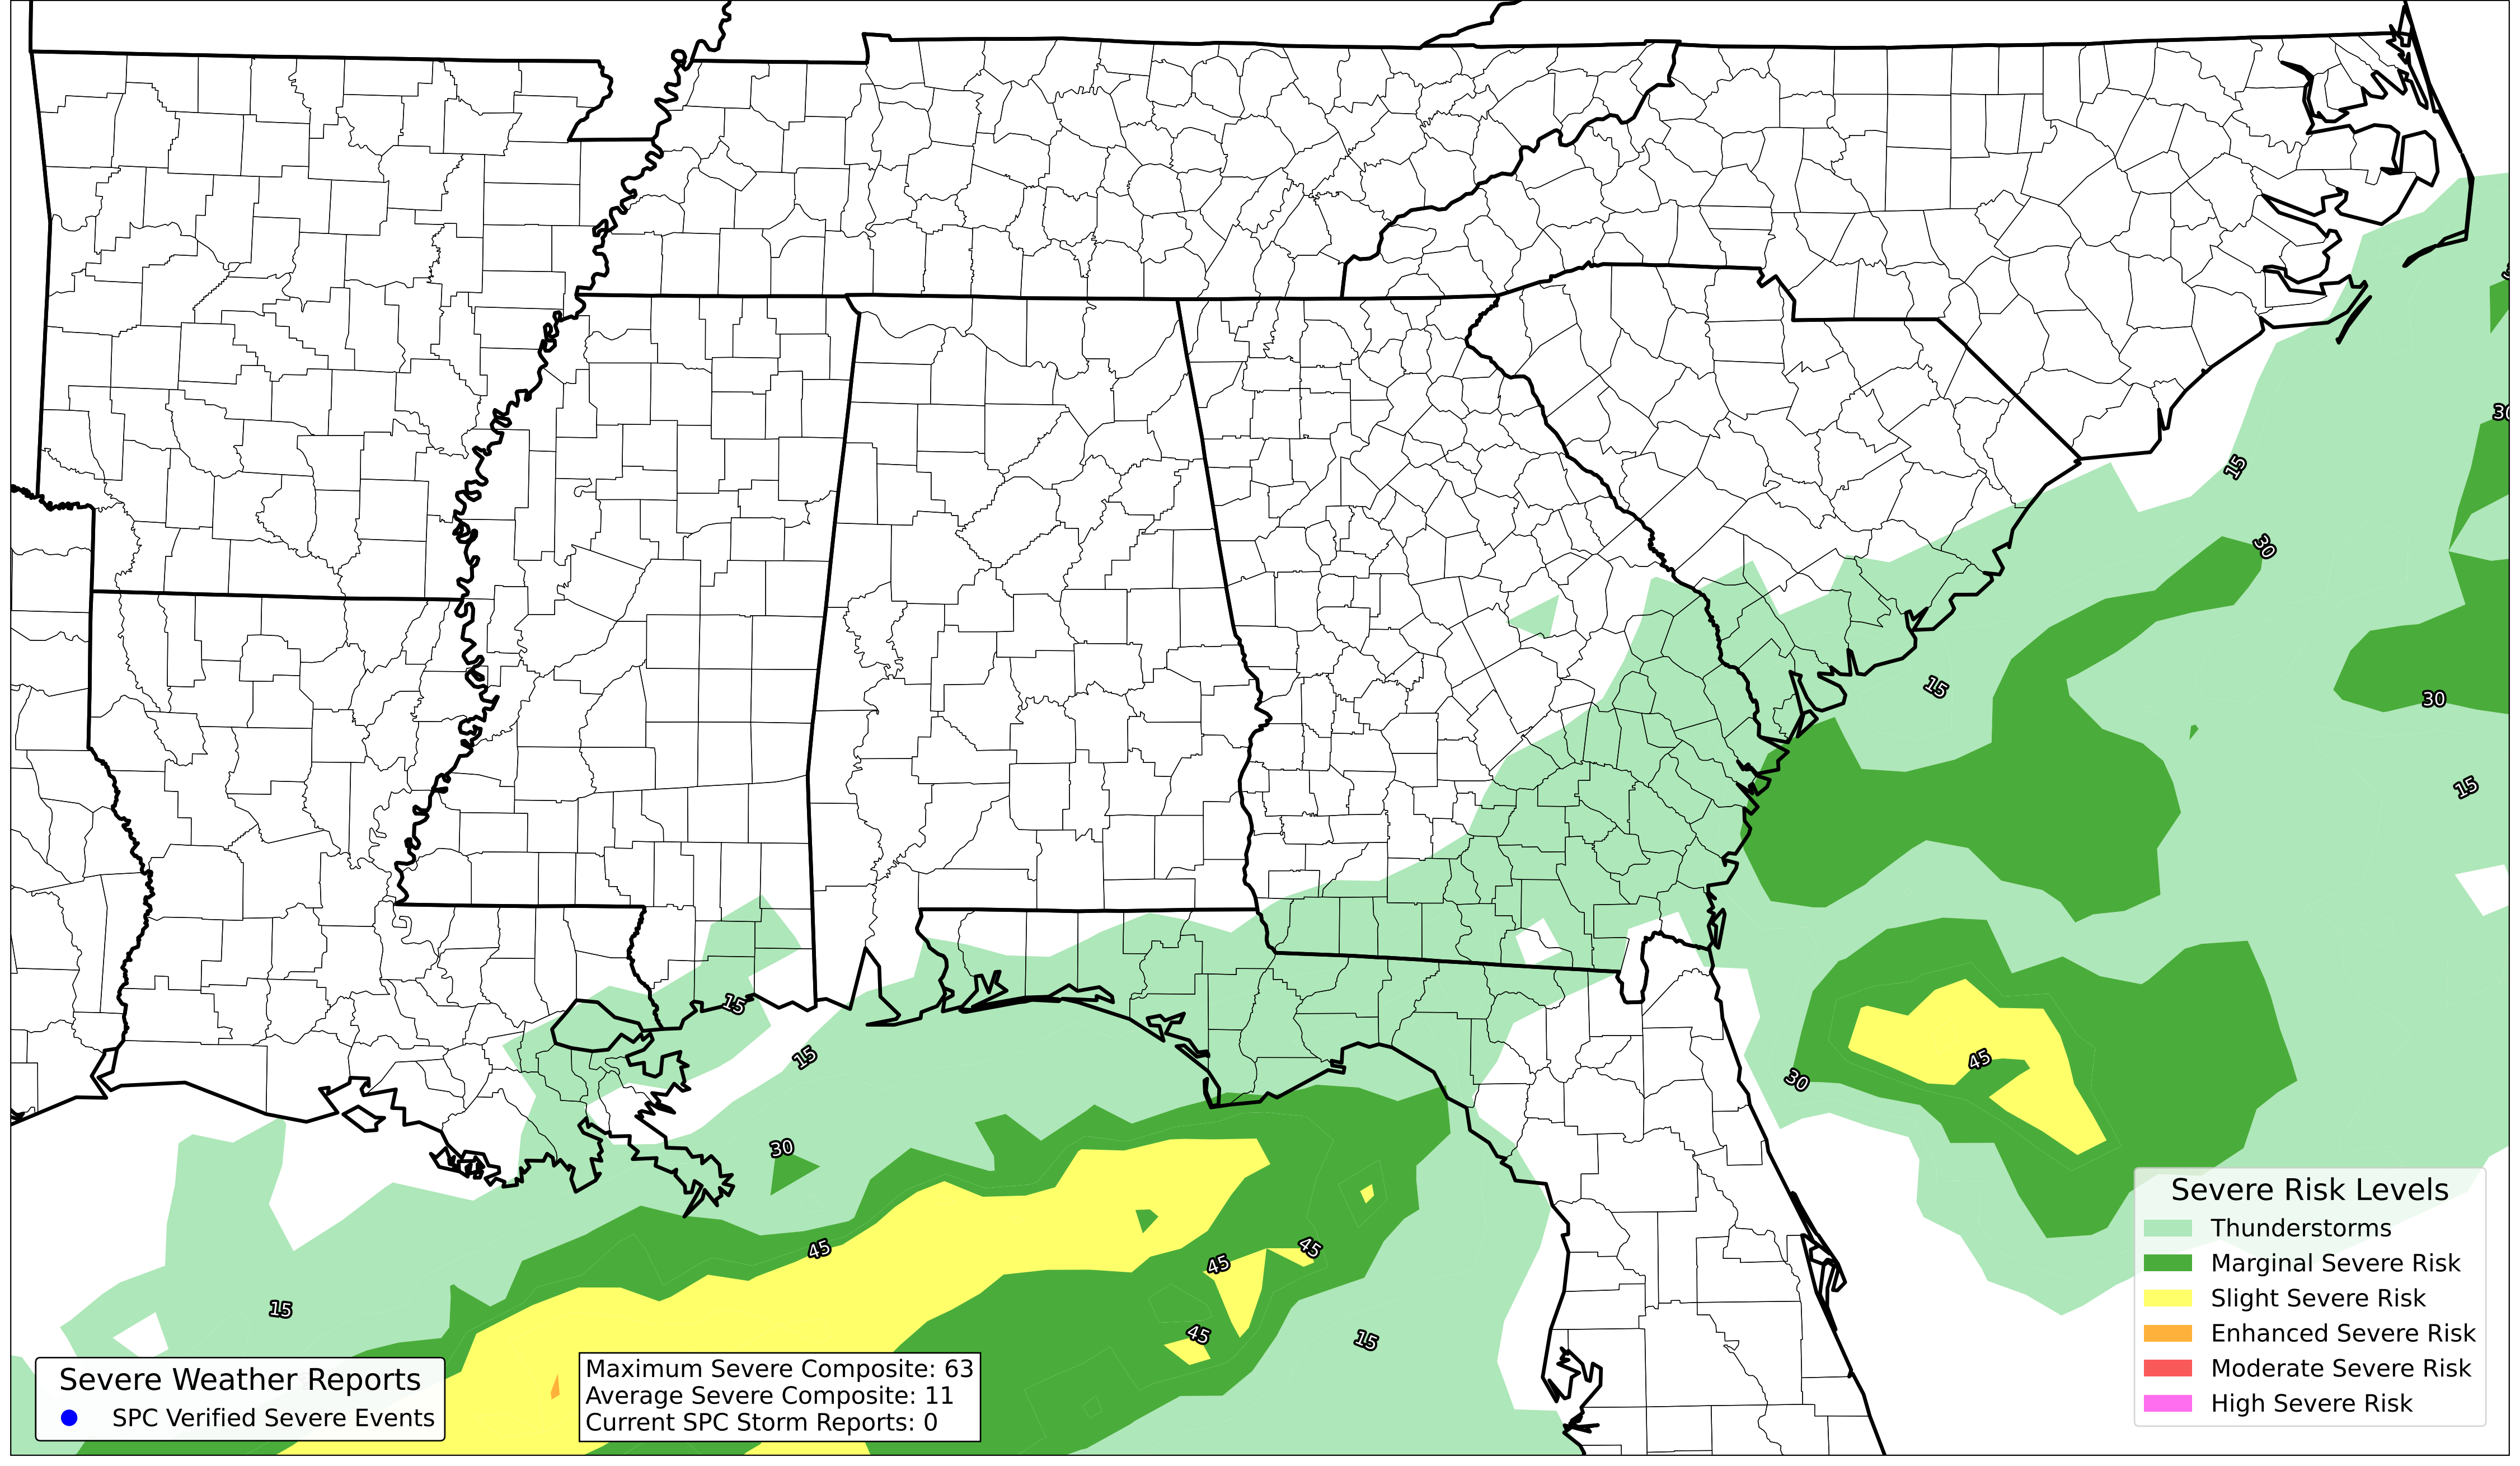 30
15
30
30
15
15
15
15
30
45
30
45
45
45
15
45
15
Severe Risk Levels
Thunderstorms
Marginal Severe Risk
Slight Severe Risk
Enhanced Severe Risk
Moderate Severe Risk
High Severe Risk
Severe Weather Reports
SPC Verified Severe Events
Maximum Severe Composite: 63
Average Severe Composite: 11
Current SPC Storm Reports: 0